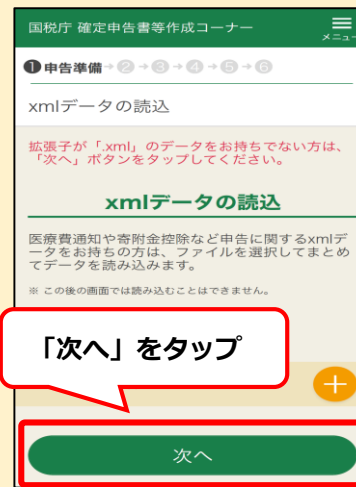 国税庁 確定申告書等作成コーナー
メニュー
❶ 申告準備→②→③→④→⑤→⑥
xmlデータの読込
拡張子が「.xml」のデータをお持ちでない方は、
「次へ」ボタンをタップしてください。
xmlデータの読込
医療費通知や寄附金控除など申告に関するxmlデ
ータをお持ちの方は、ファイルを選択してまとめ
てデータを読み込みます。
※ この後の画面では読み込むことはできません。
「次へ」をタップ
次へ